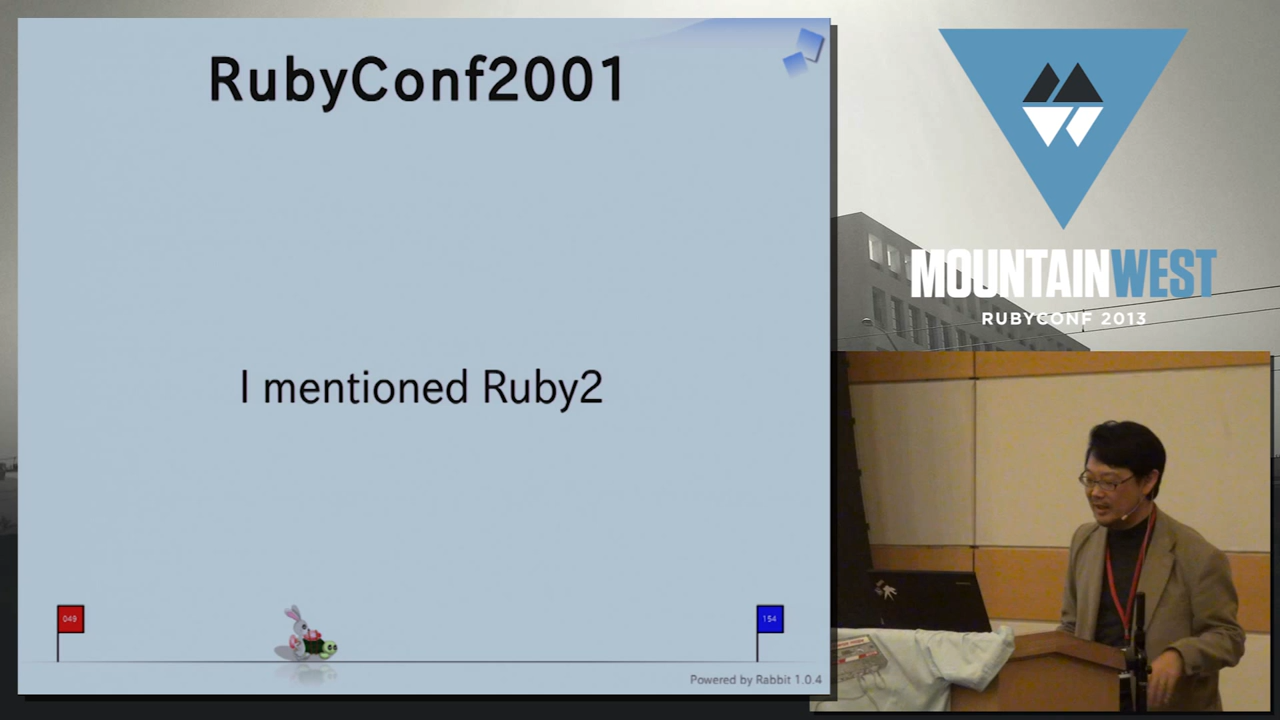 RubyConf2001
I mentioned Ruby2
049
154
Powered by Rabbit 1.0.4
MOUNTAINWEST
RUBYCONF 2013